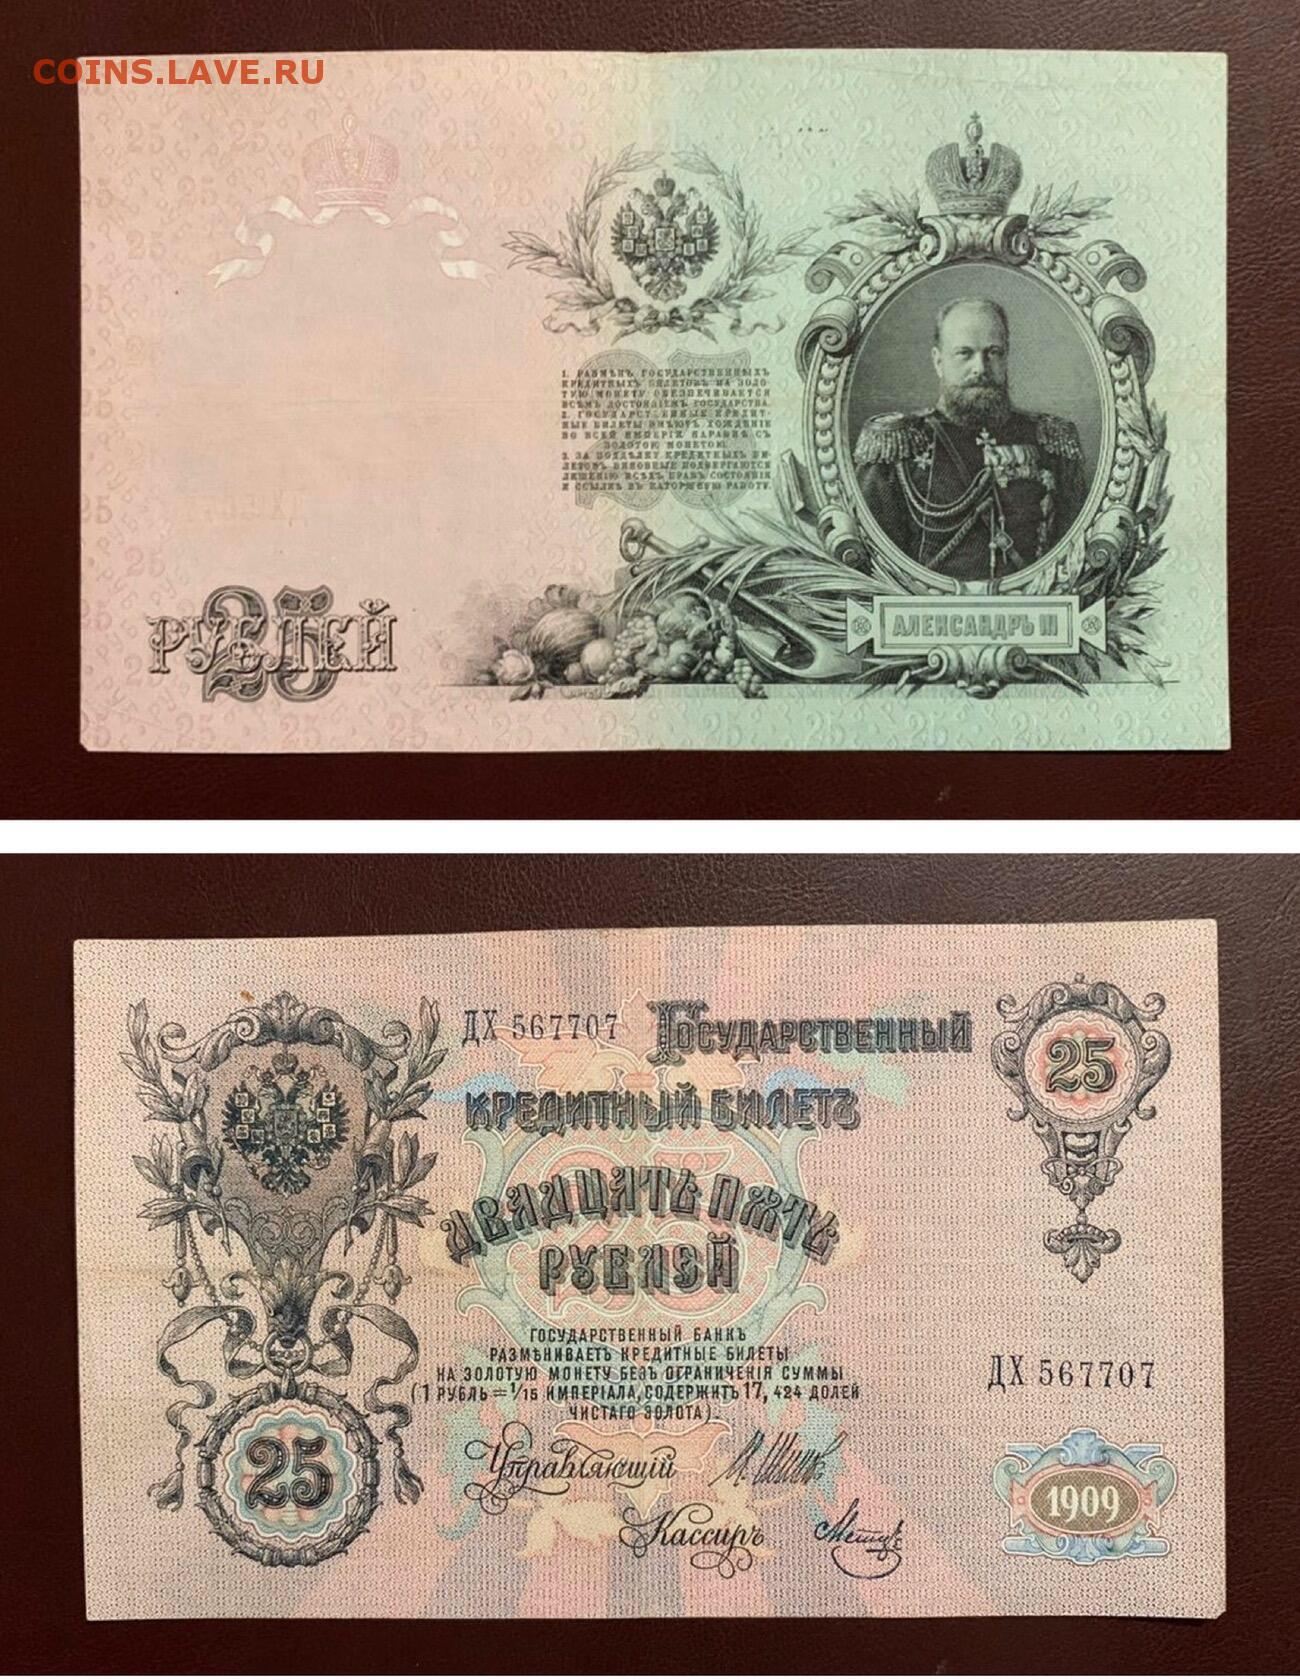 COINS.LAVE.RU
1. РАЗМѢНЪ ГОСУДАРСТВЕННЫХЪ
КРЕДИТНЫХЪ БИЛЕТОВЪ НА ЗОЛО-
ТУЮ МОНЕТУ ОБЕЗПЕЧИВАЕТСЯ
ВСѢМЪ ДОСТОЯНІЕМЪ ГОСУДАРСТВА.
2. ГОСУДАРСТВЕННЫЕ КРЕДИТ-
НЫЕ БИЛЕТЫ ИМѢЮТЪ ХОЖДЕНІЕ
ВО ВСЕЙ ИМПЕРІИ НАРАВНѢ СЪ
ЗОЛОТОЮ МОНЕТОЮ.
3. ЗА ПОДДѢЛКУ КРЕДИТНЫХЪ БИ-
ЛЕТОВЪ ВИНОВНЫЕ ПОДВЕРГАЮТСЯ
ЛИШЕНІЮ ВСѢХЪ ПРАВЪ СОСТОЯНІЯ
И ССЫЛКѢ ВЪ КАТОРЖНУЮ РАБОТУ.
25
РУБЛЕЙ
АЛЕКСАНДРЪ III
ДХ 567707
ГОСУДАРСТВЕННЫЙ
КРЕДИТНЫЙ БИЛЕТЪ
25
ДВАДЦАТЬ ПЯТЬ
РУБЛЕЙ
ГОСУДАРСТВЕННЫЙ БАНКЪ
РАЗМѢНИВАЕТЪ КРЕДИТНЫЕ БИЛЕТЫ
НА ЗОЛОТУЮ МОНЕТУ БЕЗЪ ОГРАНИЧЕНІЯ СУММЫ
(1 РУБЛЬ = 1/15 ИМПЕРІАЛА, СОДЕРЖИТЪ 17, 424 ДОЛЕЙ
ЧИСТАГО ЗОЛОТА).
ДХ 567707
Управляющій
25
1909
Кассиръ